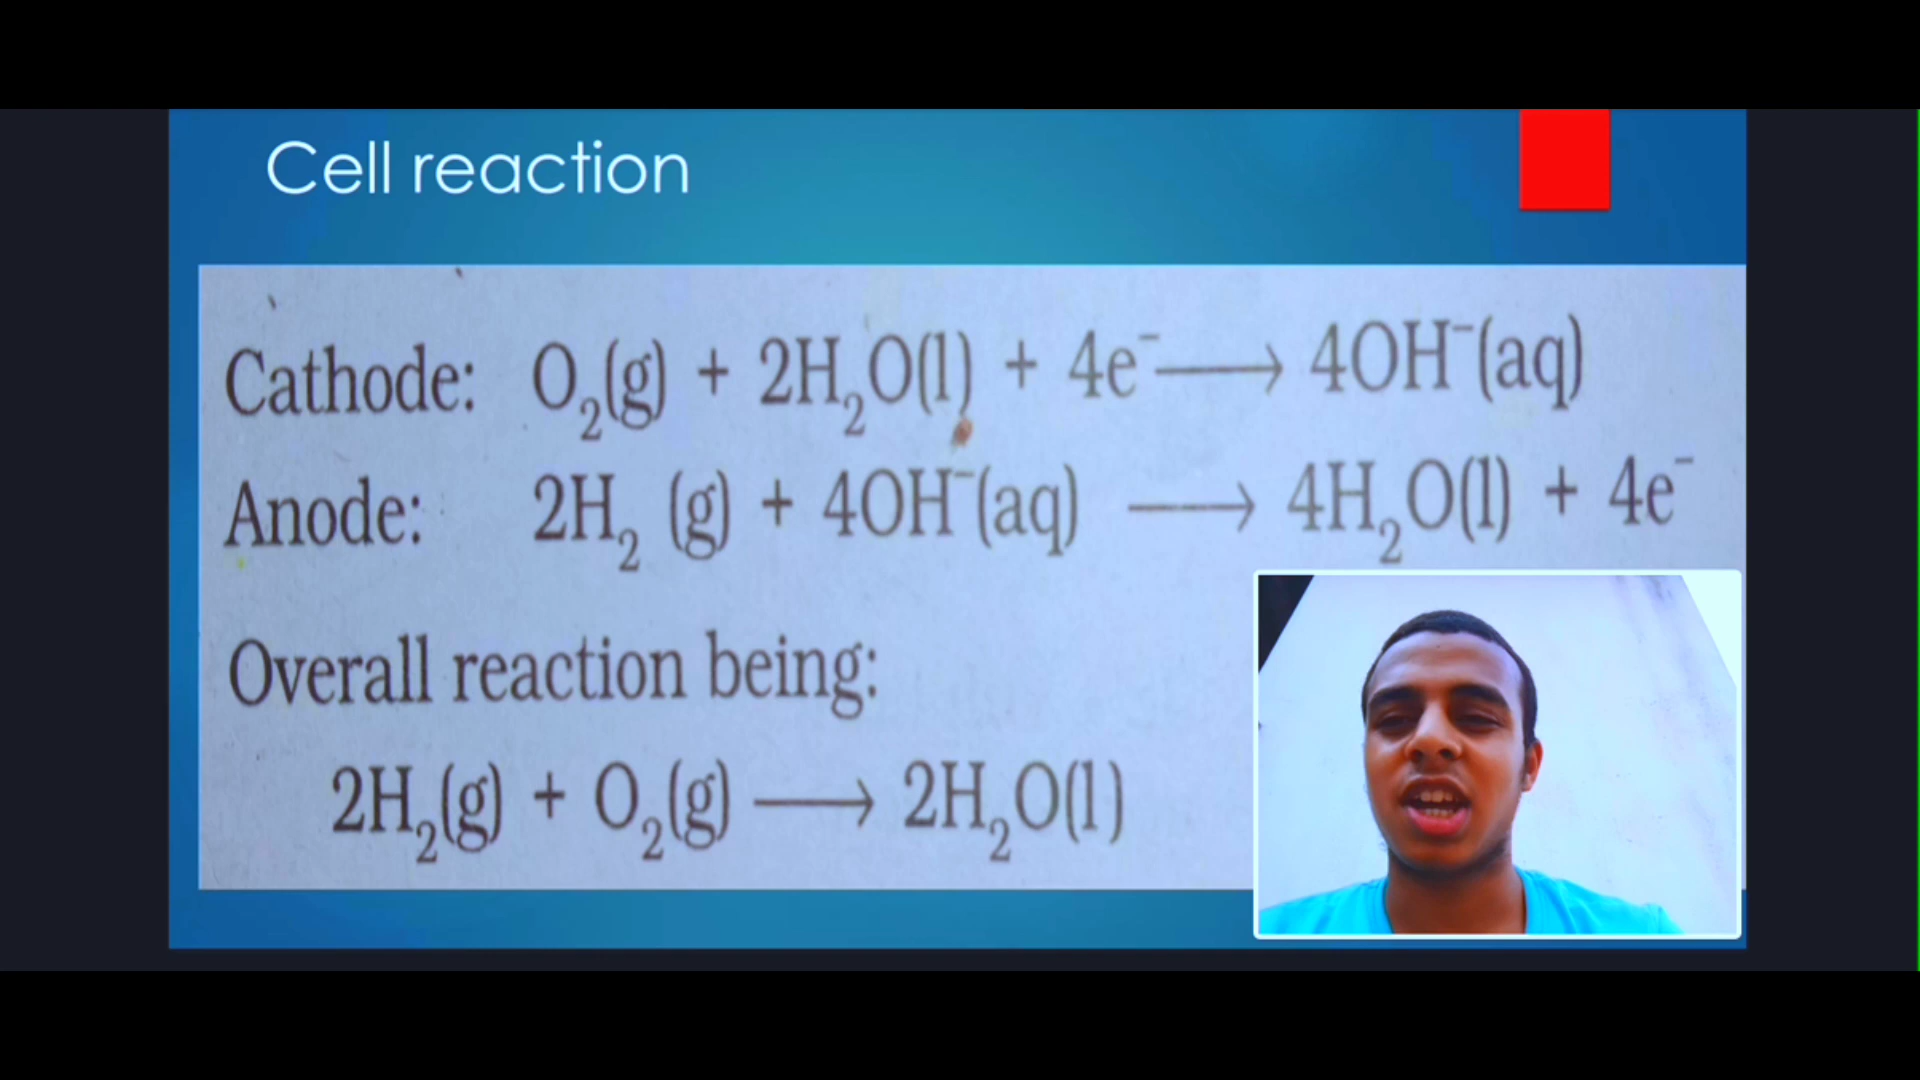 Cell reaction
Cathode: O₂(g) + 2H₂O(l) + 4e⁻ ⟶ 4OH⁻(aq)
Anode: 2H₂ (g) + 4OH⁻(aq) ⟶ 4H₂O(l) + 4e⁻
Overall reaction being:
2H₂(g) + O₂(g) ⟶ 2H₂O(l)